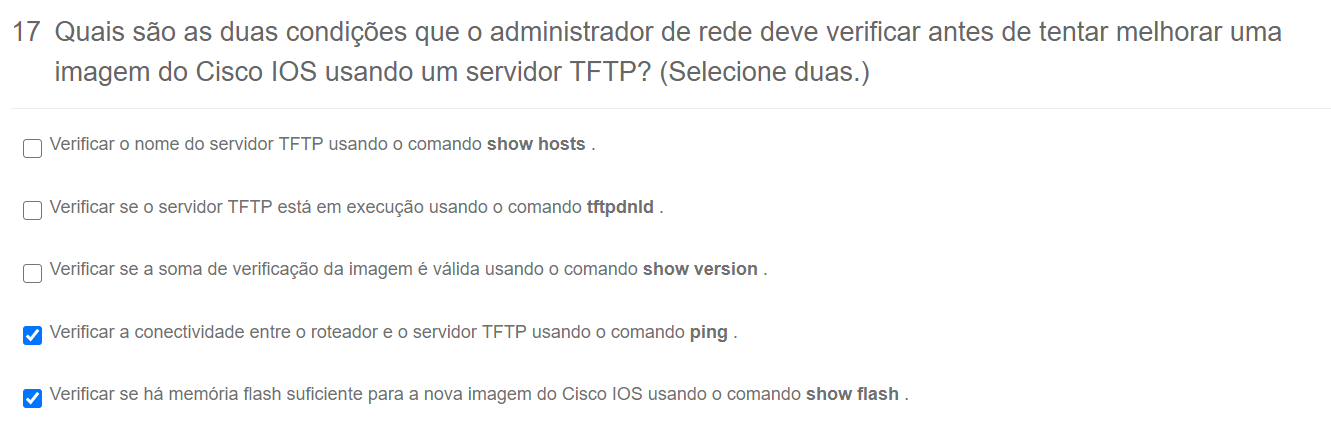 17 Quais são as duas condições que o administrador de rede deve verificar antes de tentar melhorar uma
imagem do Cisco IOS usando um servidor TFTP? (Selecione duas.)
Verificar o nome do servidor TFTP usando o comando show hosts .
Verificar se o servidor TFTP está em execução usando o comando tftpdnld .
Verificar se a soma de verificação da imagem é válida usando o comando show version .
Verificar a conectividade entre o roteador e o servidor TFTP usando o comando ping .
Verificar se há memória flash suficiente para a nova imagem do Cisco IOS usando o comando show flash .